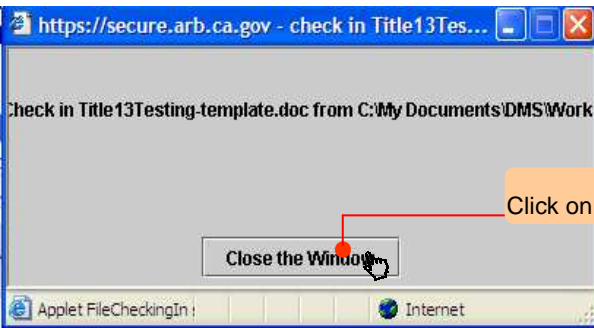 https://secure.arb.ca.gov - check in Title13Tes...
Check in Title13Testing-template.doc from C:\My Documents\DMS\Work
Click on
Close the Window
Applet FileCheckingIn
Internet